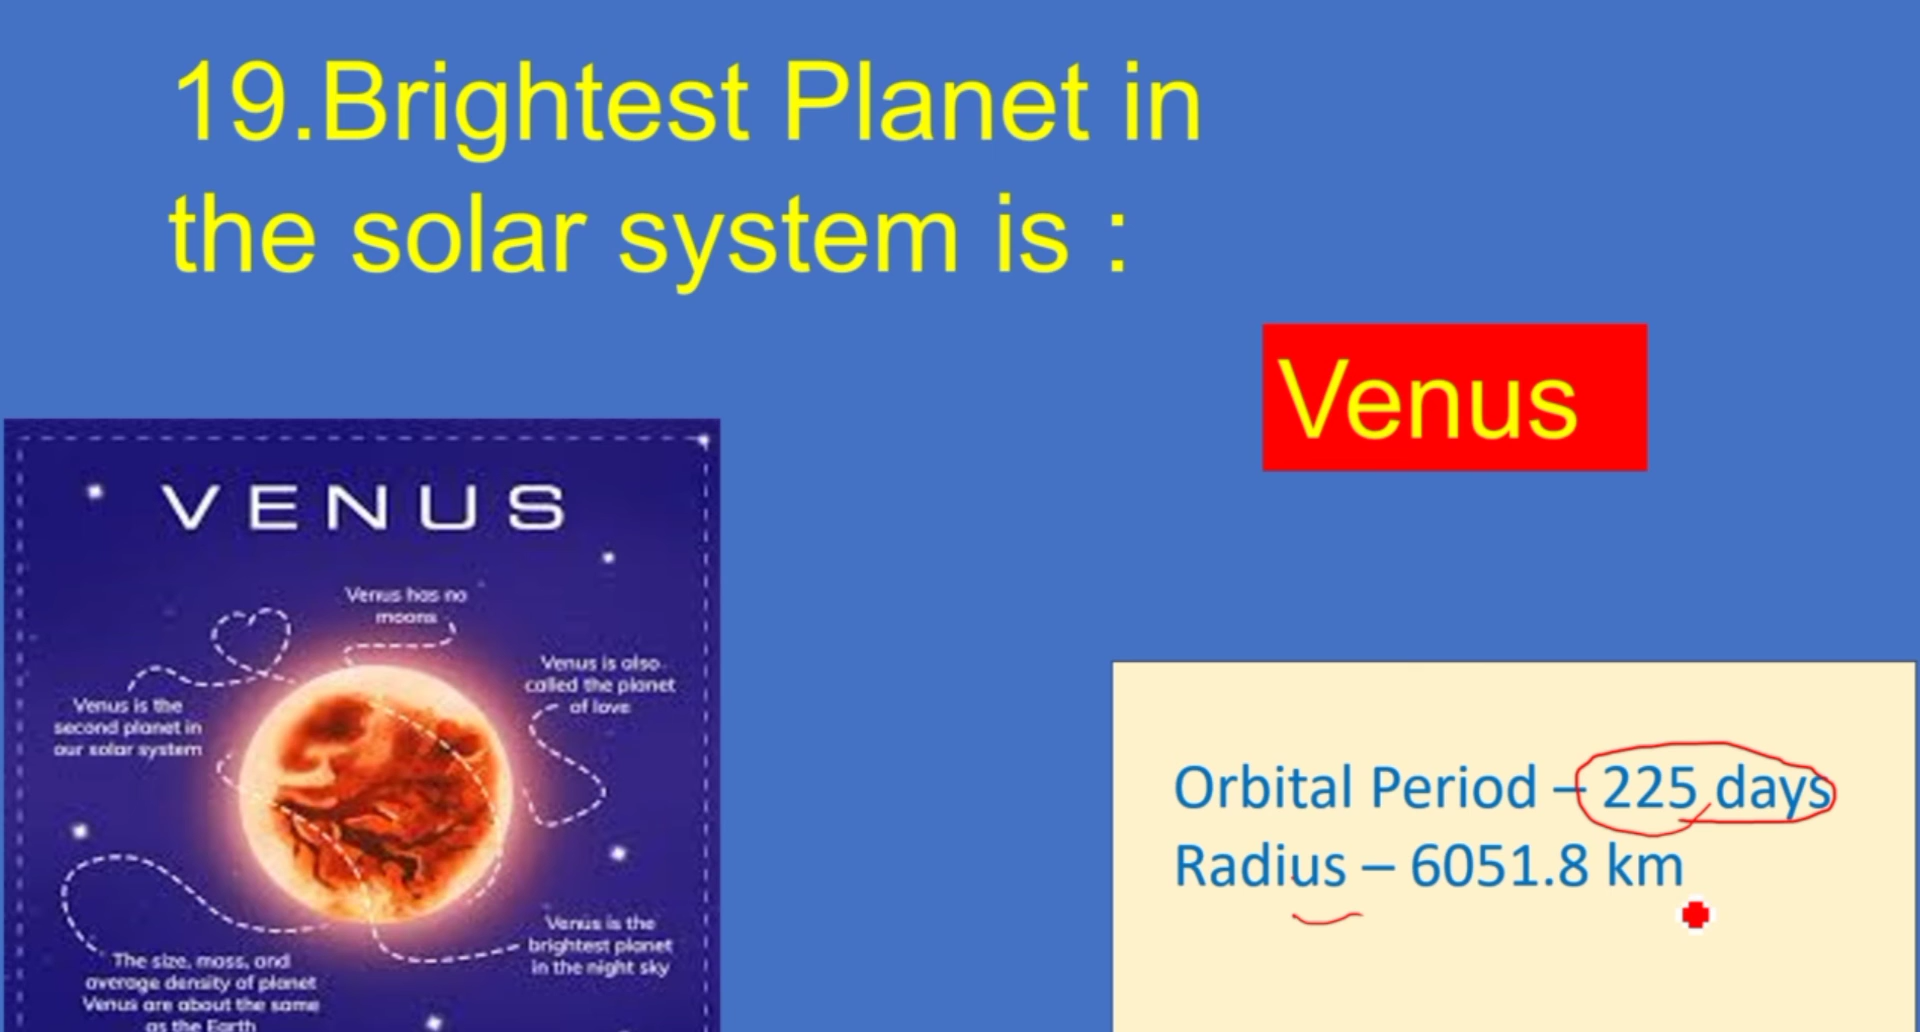 19.Brightest Planet in
the solar system is :
Venus
VENUS
Venus has no
moons
Venus is also
called the planet
of love
Venus is the
second planet in
our solar system
Venus is the
brightest planet
in the night sky
The size, mass, and
average density of planet
Venus are about the same
as the Earth
Orbital Period – 225 days
Radius – 6051.8 km